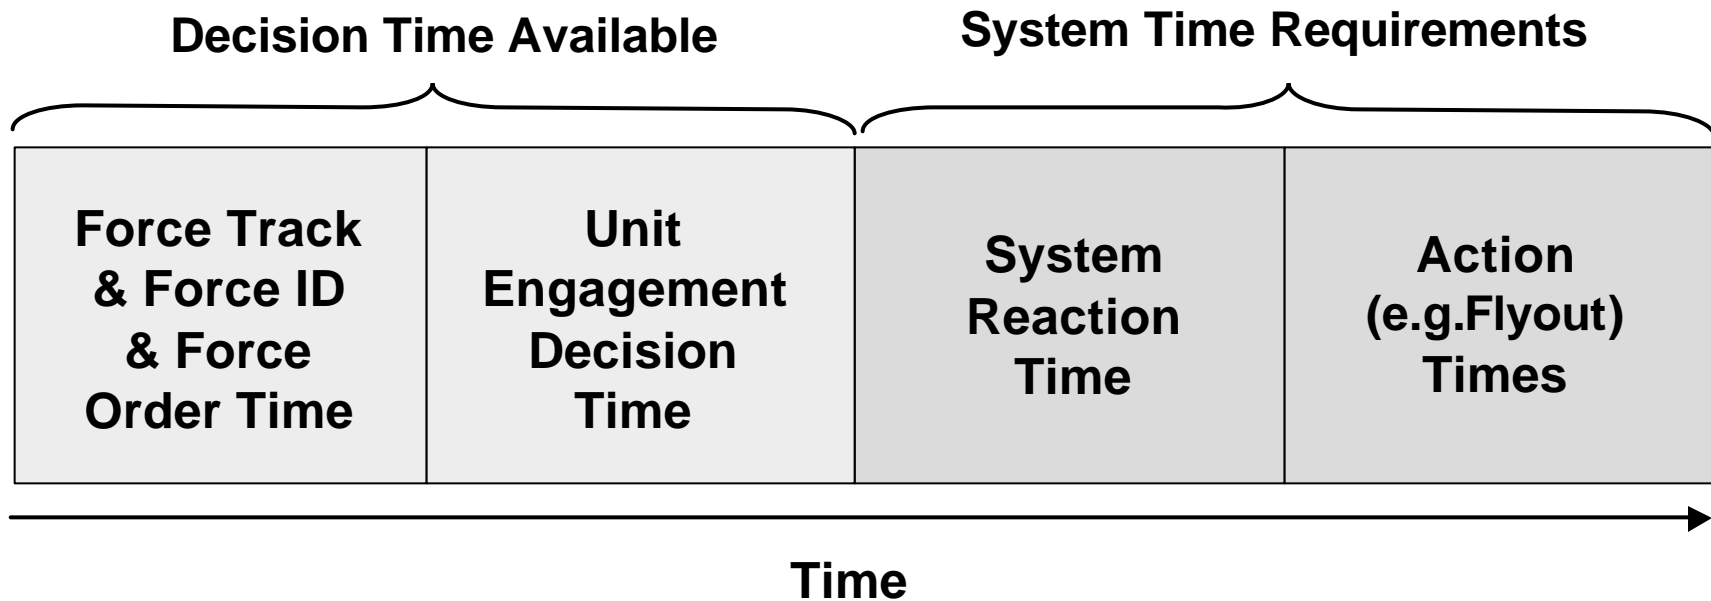 Decision Time Available
System Time Requirements
Force Track
& Force ID
& Force
Order Time
Unit
Engagement
Decision
Time
System
Reaction
Time
Action
(e.g.Flyout)
Times
Time